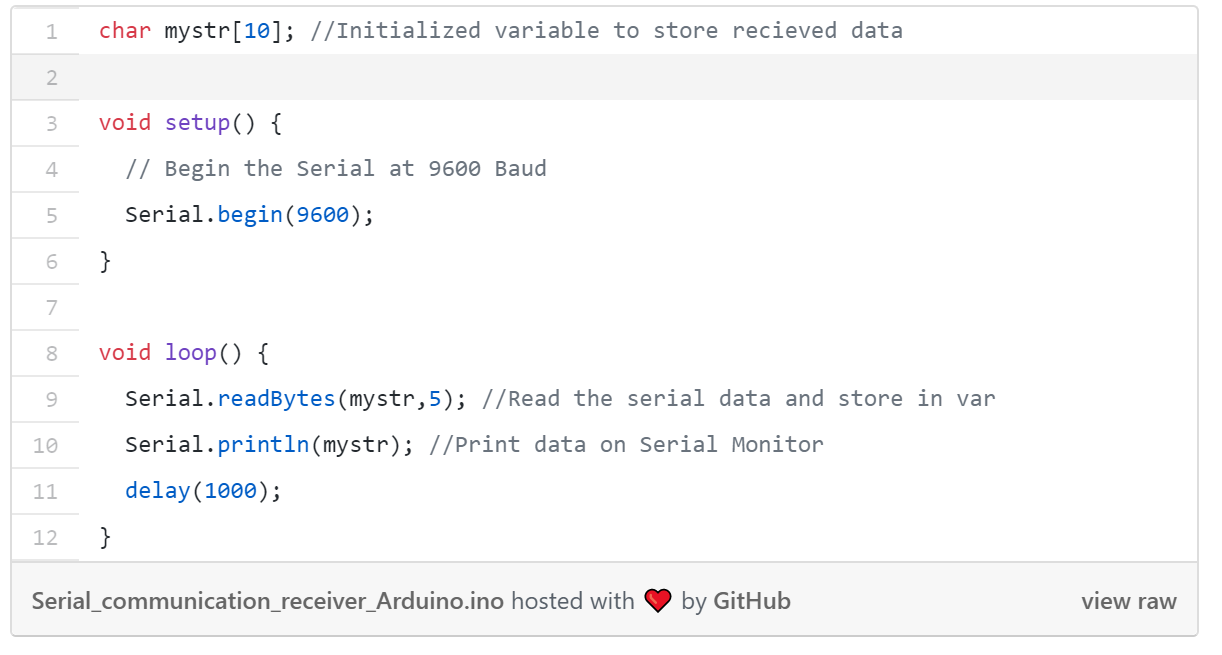 1 char mystr[10]; //Initialized variable to store recieved data
2
3 void setup() {
4   // Begin the Serial at 9600 Baud
5   Serial.begin(9600);
6 }
7
8 void loop() {
9   Serial.readBytes(mystr,5); //Read the serial data and store in var
10   Serial.println(mystr); //Print data on Serial Monitor
11   delay(1000);
12 }
Serial_communication_receiver_Arduino.ino hosted with ❤ by GitHub view raw